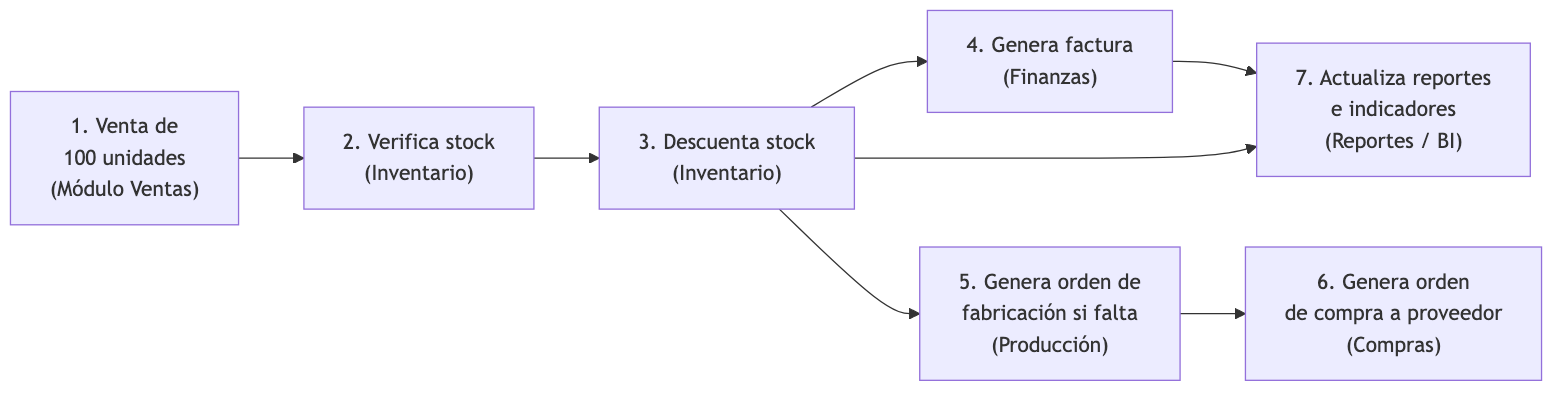 1. Venta de
100 unidades
(Módulo Ventas)
2. Verifica stock
(Inventario)
3. Descuenta stock
(Inventario)
4. Genera factura
(Finanzas)
5. Genera orden de
fabricación si falta
(Producción)
6. Genera orden
de compra a proveedor
(Compras)
7. Actualiza reportes
e indicadores
(Reportes / BI)